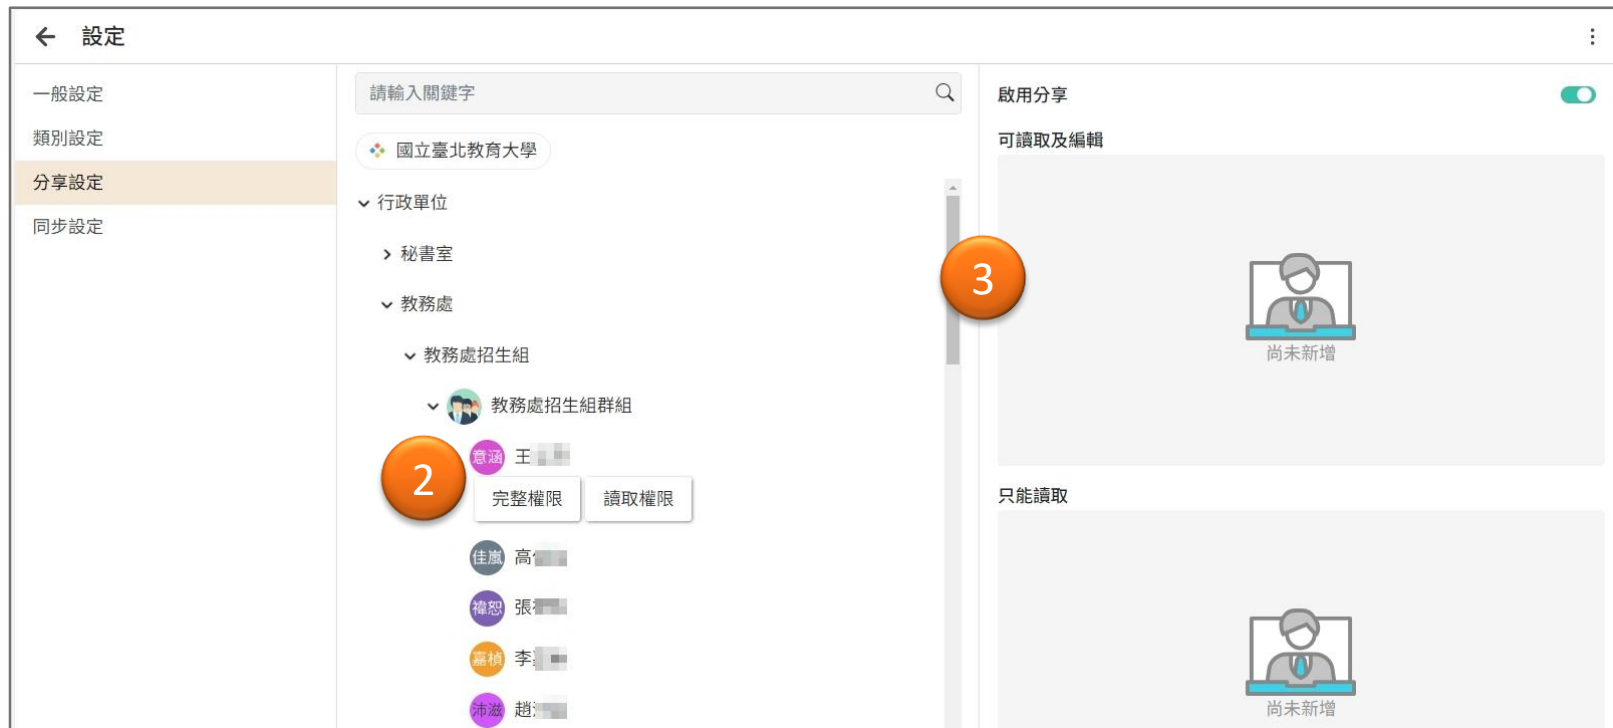 設定
一般設定
類別設定
分享設定
同步設定
請輸入關鍵字
國立臺北教育大學
行政單位
秘書室
教務處
教務處招生組
教務處招生組群組
意涵 王
2
完整權限 讀取權限
佳嵐 高
張
嘉楨 李
沛滋 趙
3
啟用分享
可讀取及編輯
尚未新增
只能讀取
尚未新增